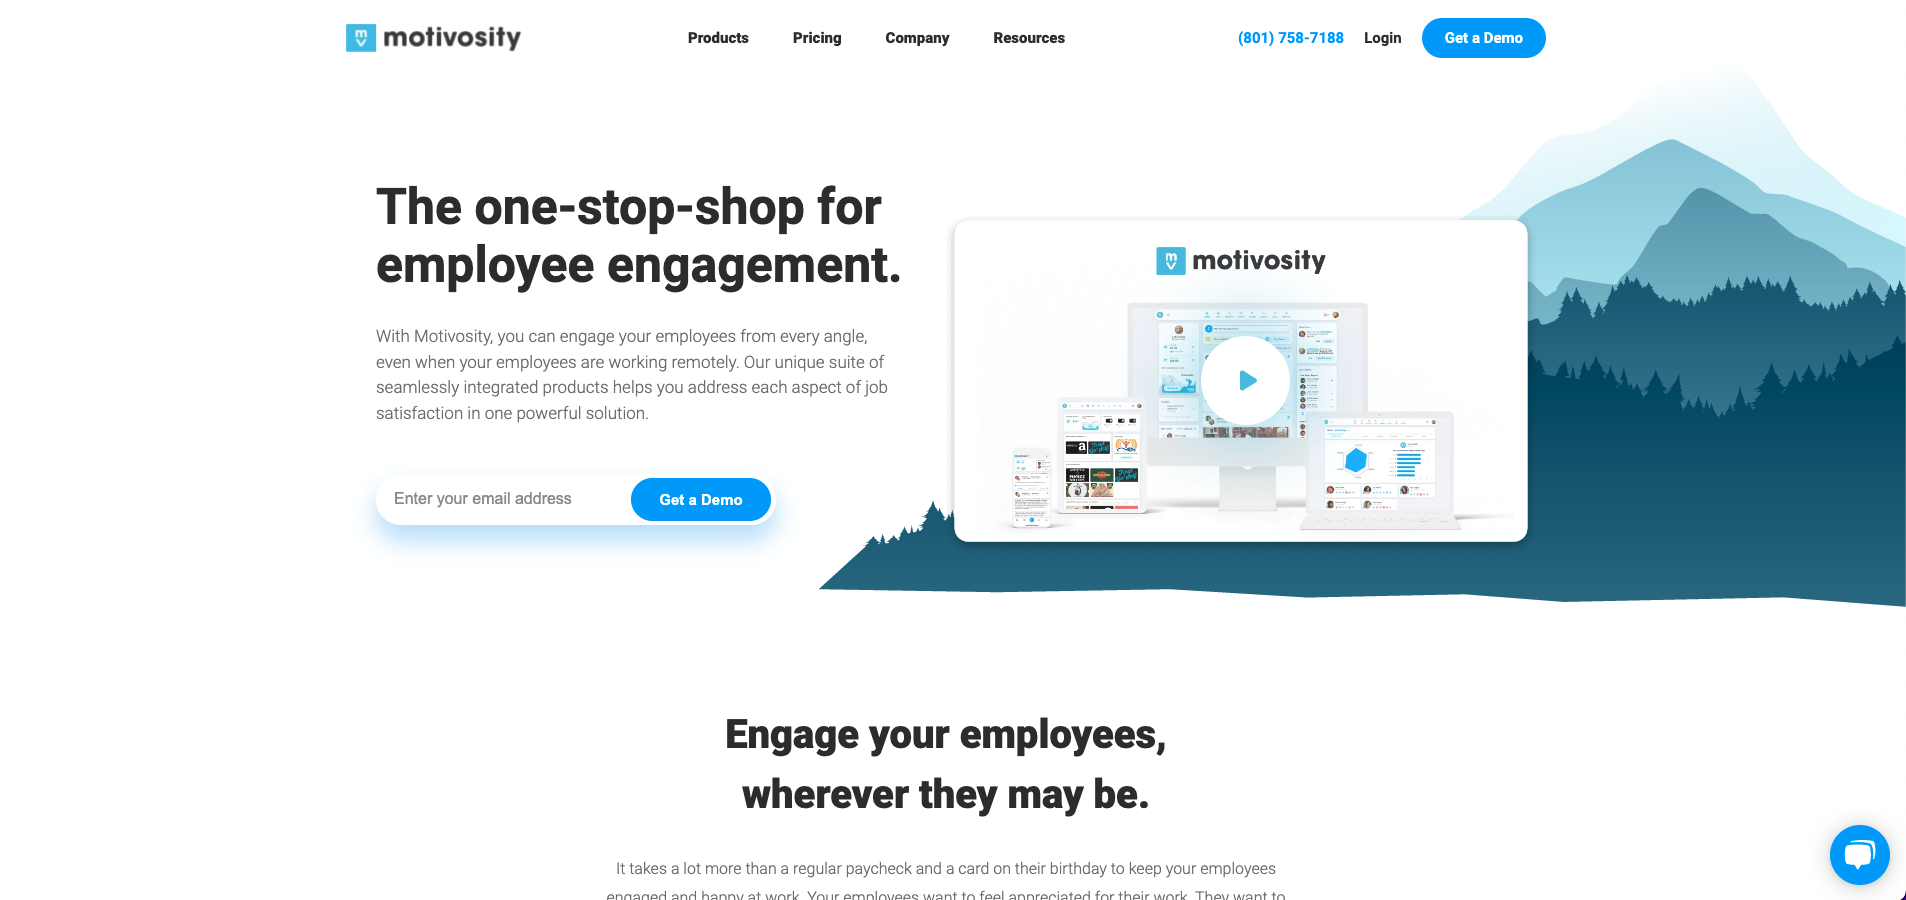 motivosity
Products
Pricing
Company
Resources
(801) 758-7188
Login
Get a Demo
The one-stop-shop for
employee engagement.
With Motivosity, you can engage your employees from every angle,
even when your employees are working remotely. Our unique suite of
seamlessly integrated products helps you address each aspect of job
satisfaction in one powerful solution.
Enter your email address
Get a Demo
motivosity
Engage your employees,
wherever they may be.
It takes a lot more than a regular paycheck and a card on their birthday to keep your employees
engaged and happy at work. Your employees want to feel appreciated for their work. They want to